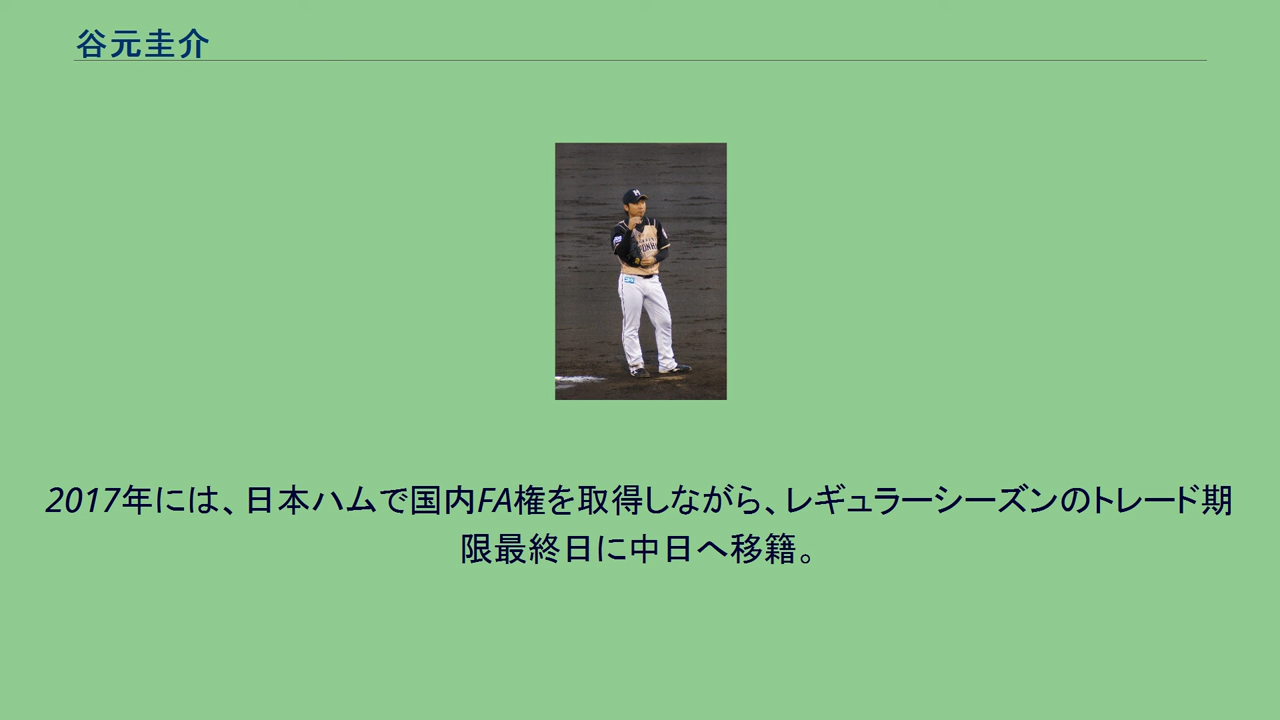 谷元圭介
2017年には、日本ハムで国内FA権を取得しながら、レギュラーシーズンのトレード期
限最終日に中日へ移籍。